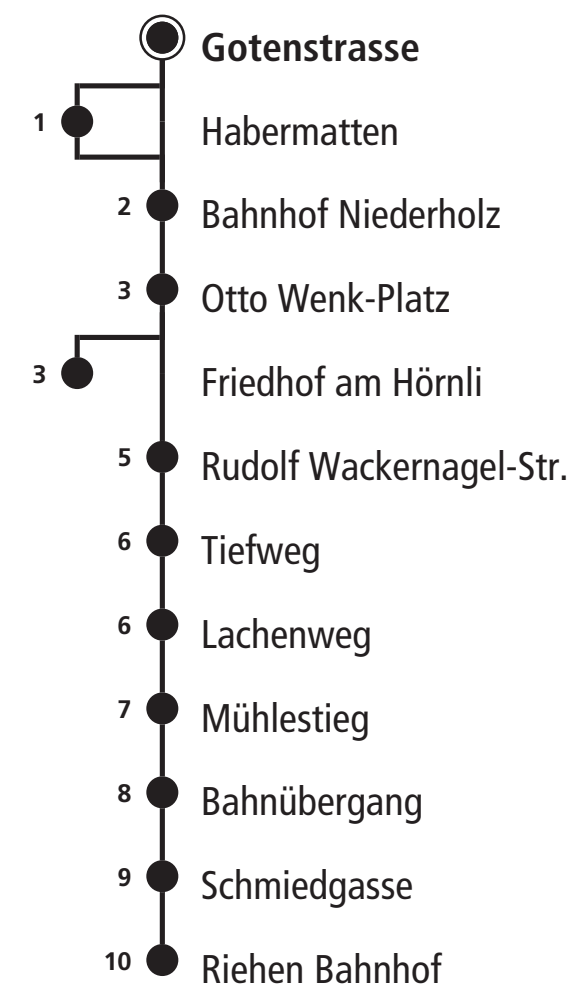 Gotenstrasse
1 Habermatten
2 Bahnhof Niederholz
3 Otto Wenk-Platz
3 Friedhof am Hörnli
5 Rudolf Wackernagel-Str.
6 Tiefweg
6 Lachenweg
7 Mühlestieg
8 Bahnübergang
9 Schmiedgasse
10 Riehen Bahnhof